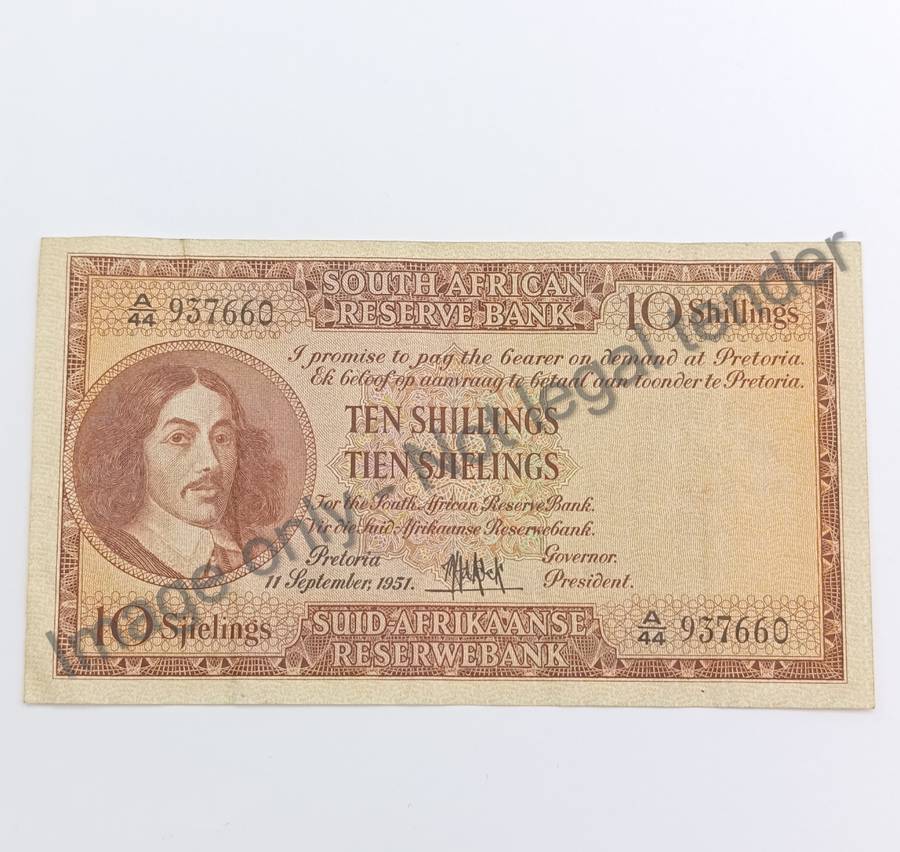 SOUTH AFRICAN
RESERVE BANK
A/44 937660
10 Shillings
I promise to pay the bearer on demand at Pretoria.
Ek beloof op aanvraag te betaal aan toonder te Pretoria.
TEN SHILLINGS
TIEN SJIELINGS
For the South African Reserve Bank.
Vir die Suid-Afrikaanse Reserwebank.
Pretoria
11 September, 1951.
Governor.
President.
10 Sjielings
SUID-AFRIKAANSE
RESERWEBANK
A/44 937660
Image only - Not legal tender